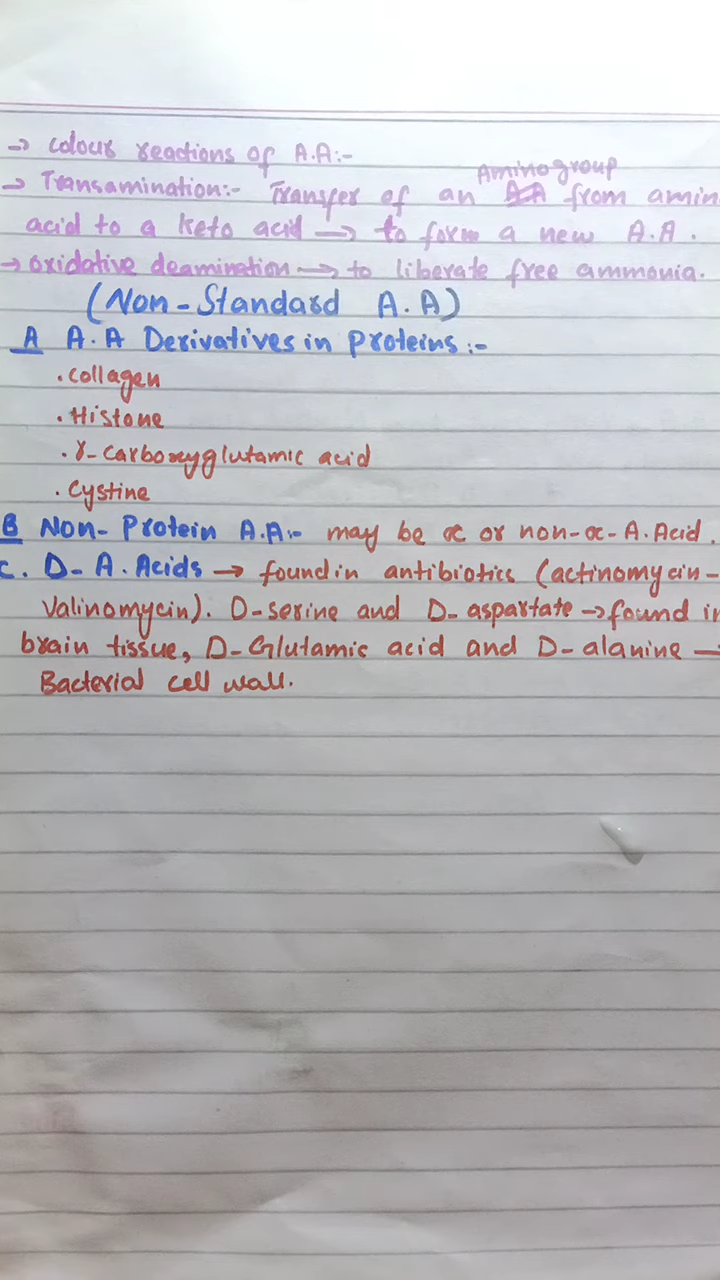 → colour reactions of A.A:-
Aminogroup
→ Transamination:- Transfer of an AA from amin
acid to a keto acid → to form a new A.A.
→ oxidative deamination → to liberate free ammonia.
(Non-Standard A.A)
A A.A Derivatives in Proteins:-
. collagen
. Histone
. γ-carboxyglutamic acid
. Cystine
B Non-Protein A.A:- may be α or non-α-A.Acid.
C. D-A.Acids → found in antibiotics (actinomycin-
Valinomycin). D-serine and D-aspartate → found in
brain tissue, D-Glutamic acid and D-alanine →
Bacterial cell wall.